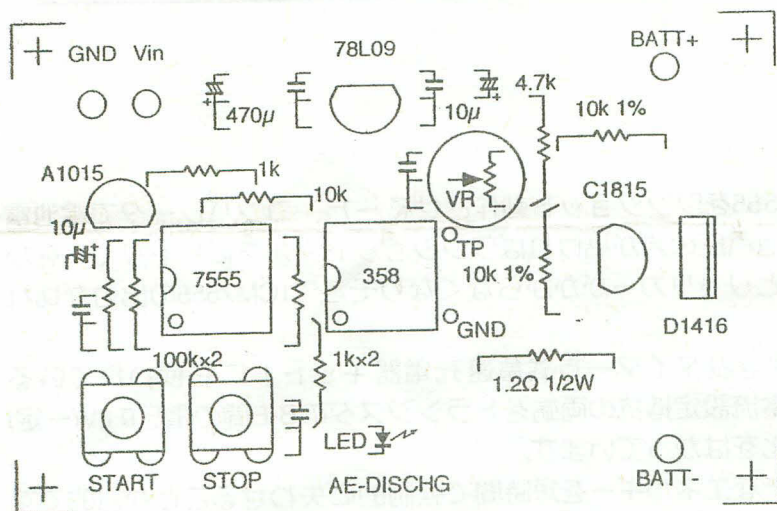 GND Vin
78L09
BATT+
470µ
10µ
4.7k
10k 1%
A1015
1k
10k
VR
C1815
10µ
7555
358
TP
10k 1%
GND
D1416
100k×2
1k×2
1.2Ω 1/2W
LED
START
STOP
AE-DISCHG
BATT-